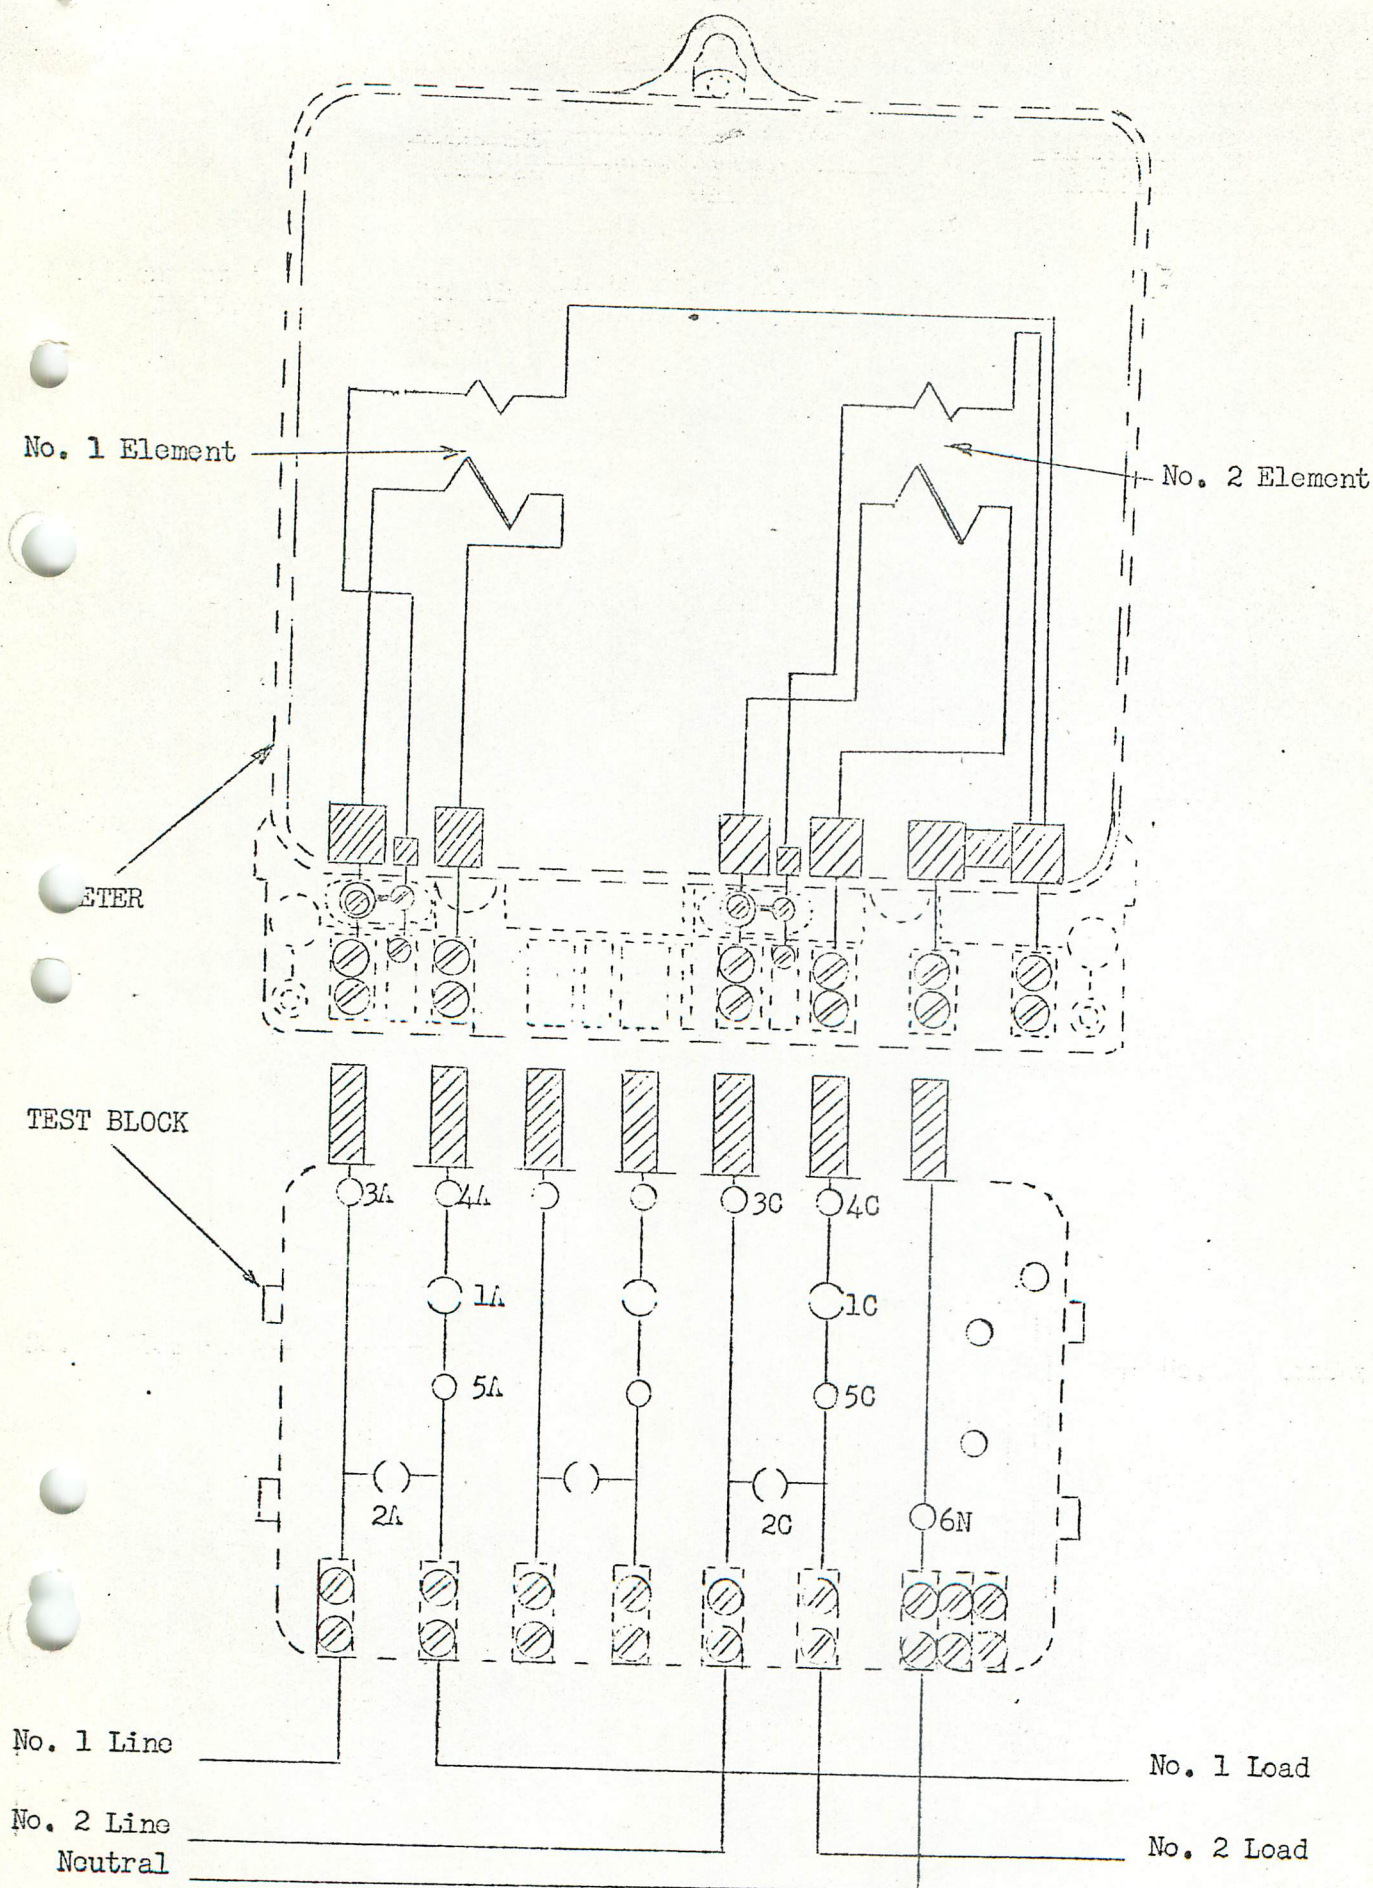 No. 1 Element
No. 2 Element
ETER
TEST BLOCK
3A
4A
3C
4C
1A
1C
5A
5C
2A
2C
6N
No. 1 Line
No. 1 Load
No. 2 Line
No. 2 Load
Neutral